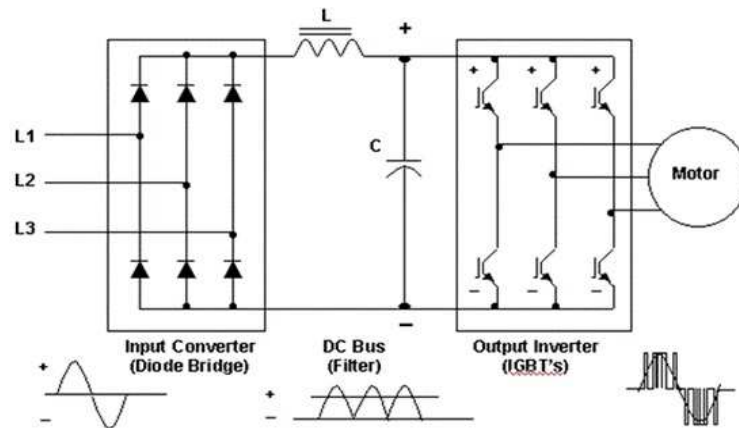 L
+
+
+
+
L1
L2
L3
C
Motor
−
−
−
−
Input Converter
(Diode Bridge)
DC Bus
(Filter)
Output Inverter
(IGBT's)
+
−
+
−